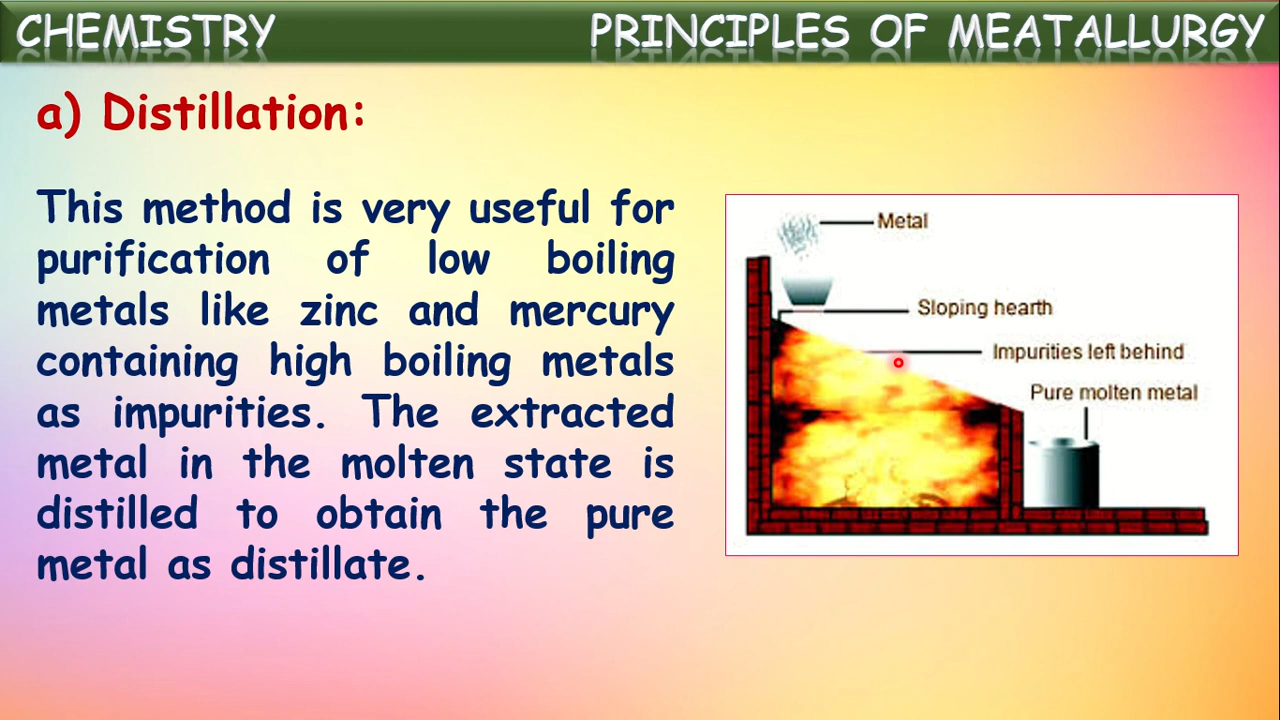 CHEMISTRY PRINCIPLES OF MEATALLURGY
a) Distillation:
This method is very useful for
purification of low boiling
metals like zinc and mercury
containing high boiling metals
as impurities. The extracted
metal in the molten state is
distilled to obtain the pure
metal as distillate.
Metal
Sloping hearth
Impurities left behind
Pure molten metal